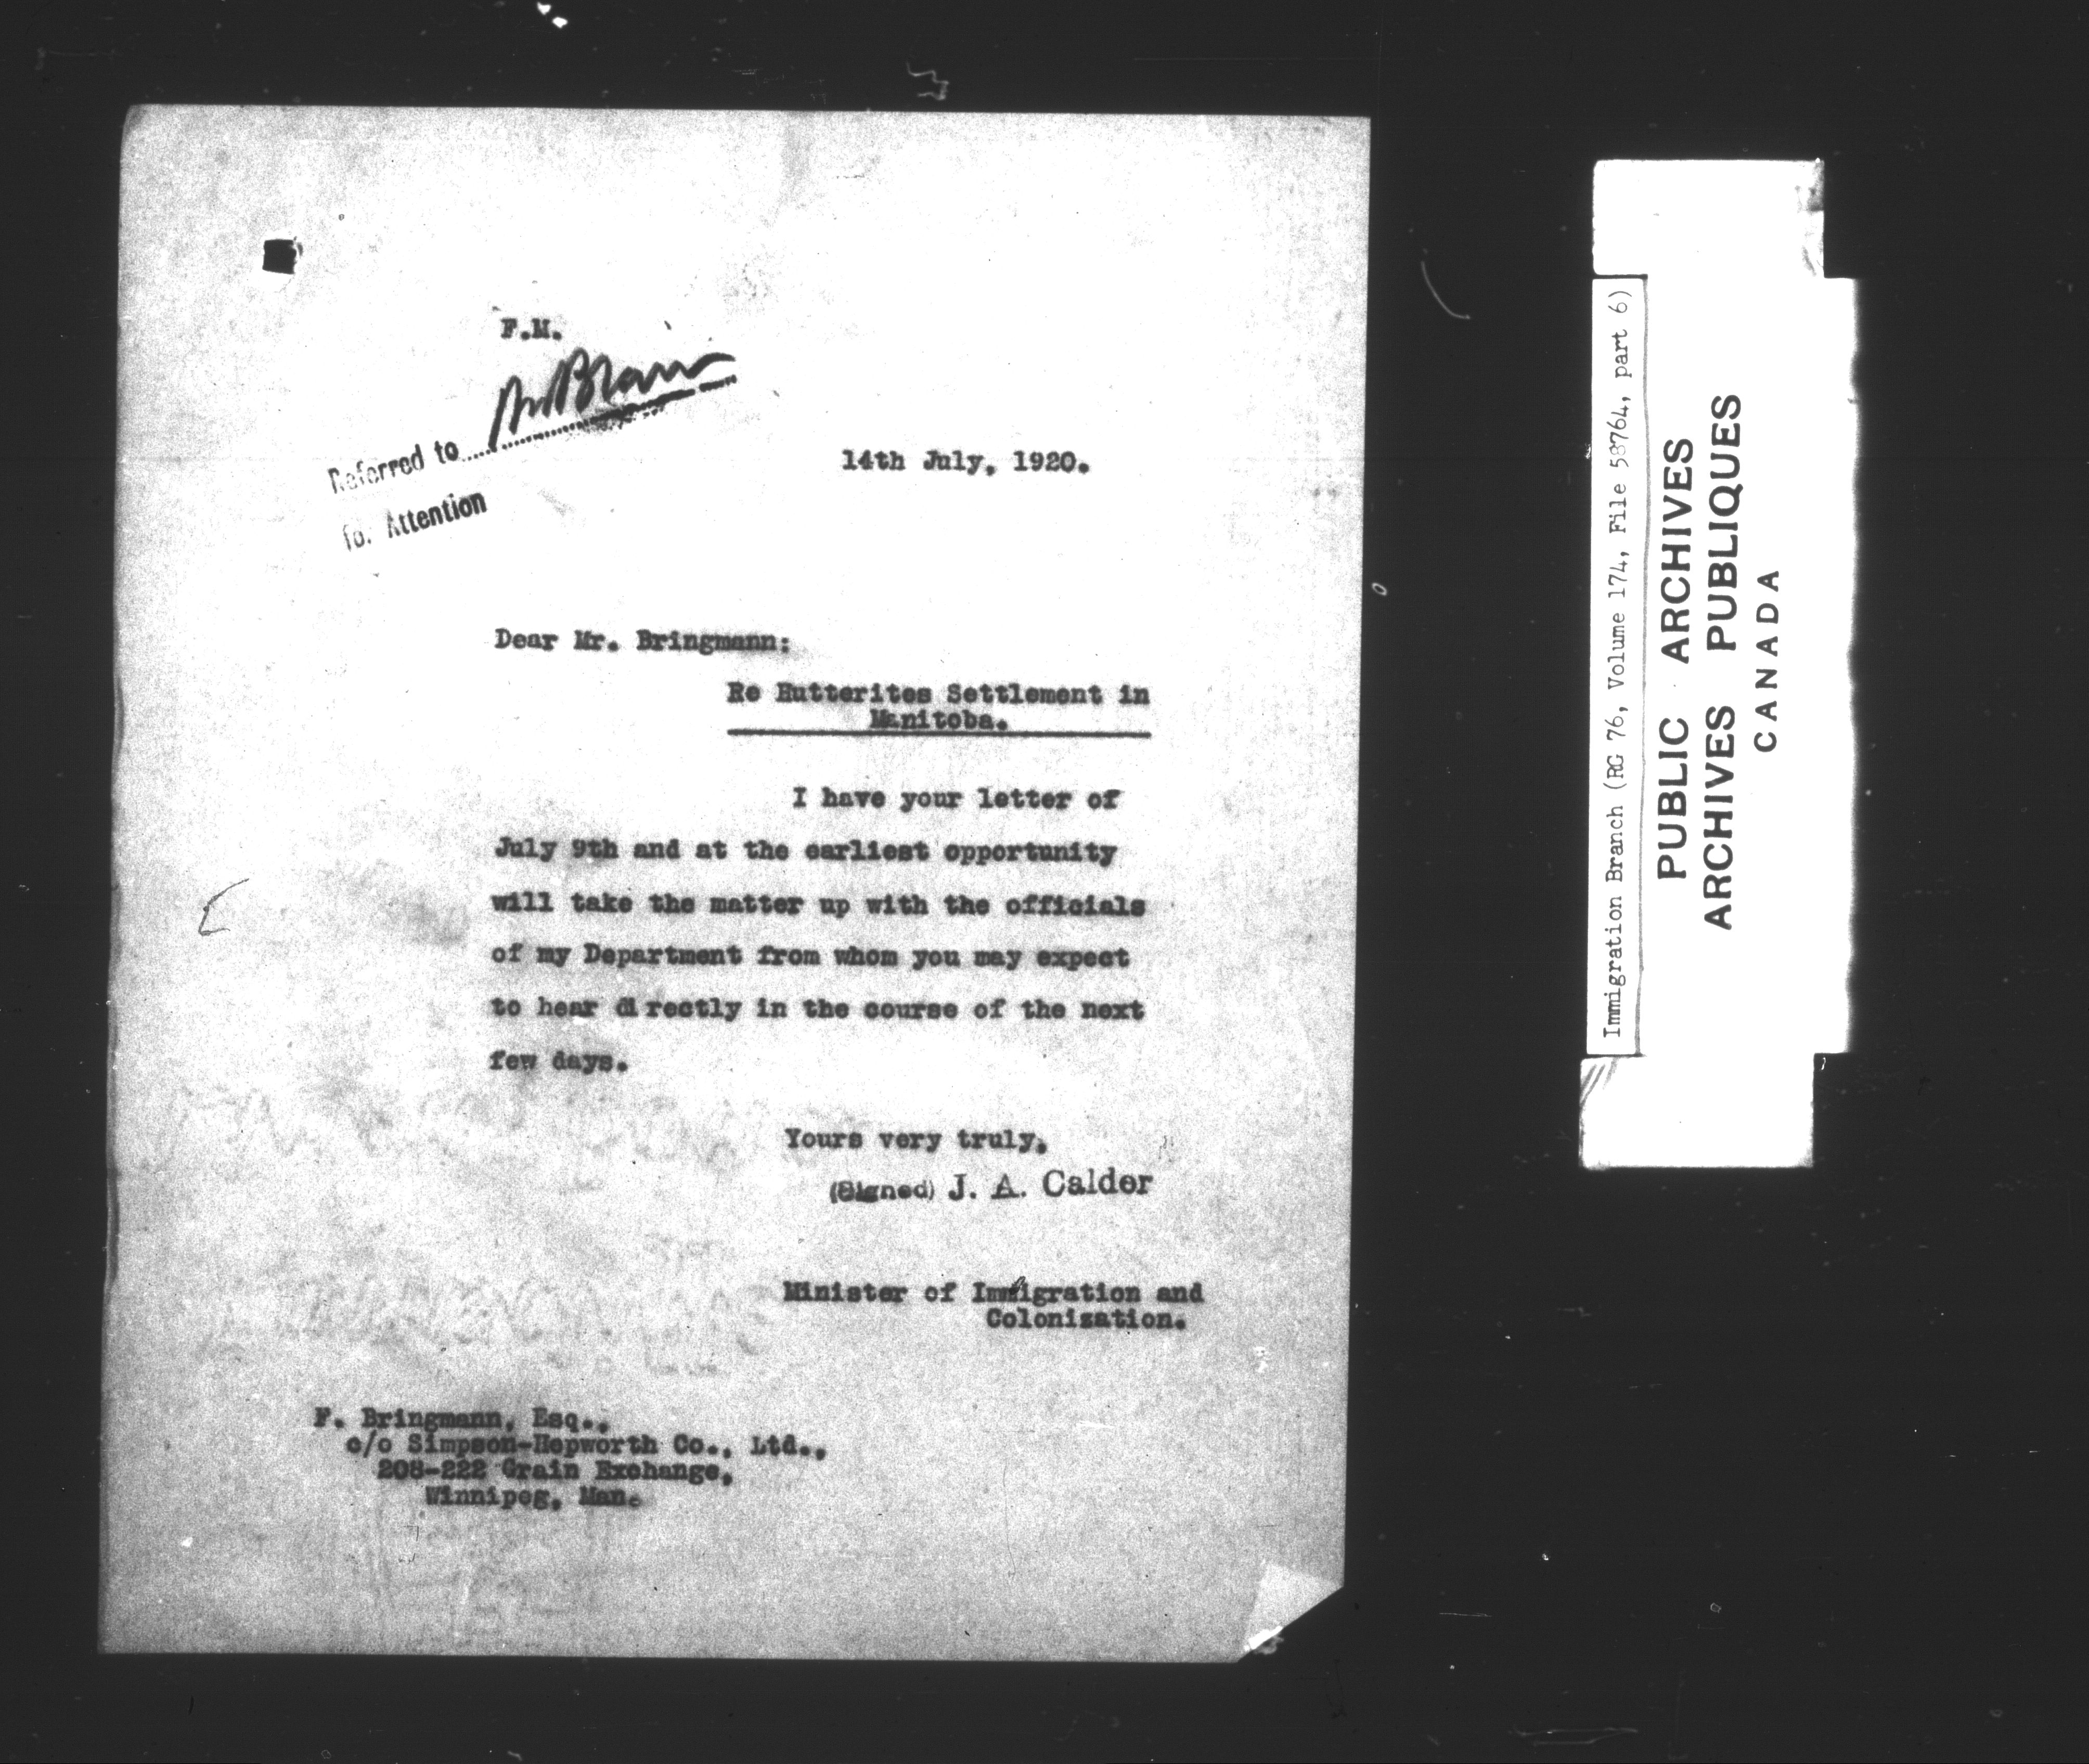 F.M.
Referred to
for Attention
14th July, 1920.
Dear Mr. Bringmann:
Re Hutterites Settlement in
Manitoba.
I have your letter of
July 9th and at the earliest opportunity
will take the matter up with the officials
of my Department from whom you may expect
to hear directly in the course of the next
few days.
Yours very truly,
(Signed) J. A. Calder
Minister of Immigration and
Colonization.
F. Bringmann, Esq.,
c/o Simpson-Hepworth Co., Ltd.,
208-222 Grain Exchange,
Winnipeg, Man.
Immigration Branch (RG 76, Volume 174, File 58764, part 6)
PUBLIC ARCHIVES
ARCHIVES PUBLIQUES
CANADA